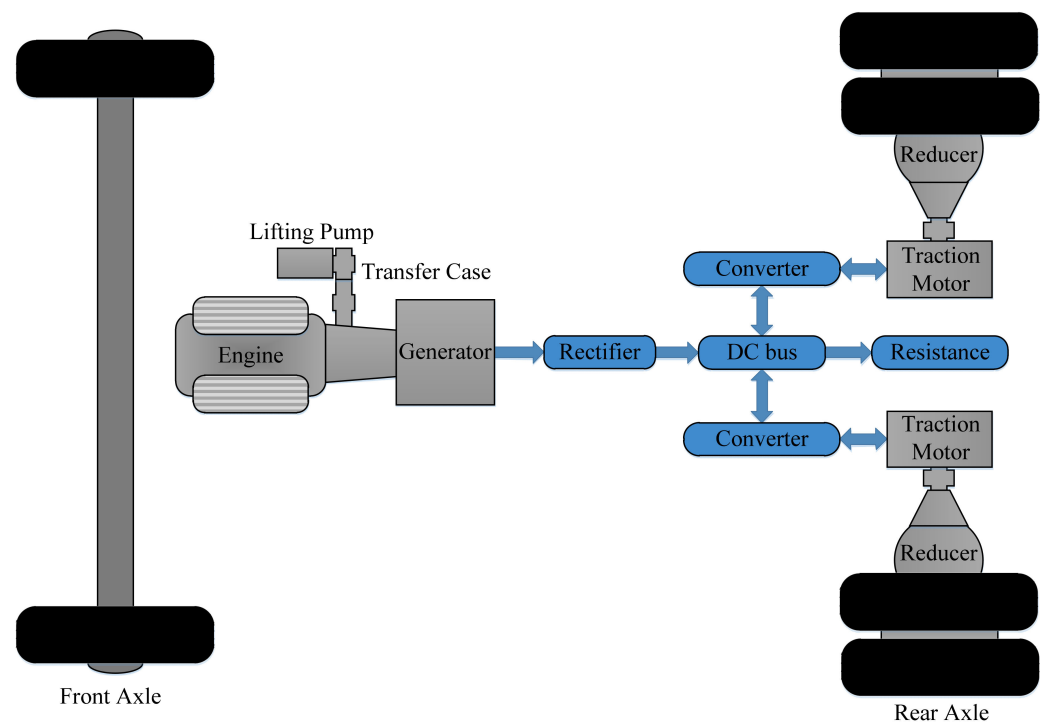 Reducer
Lifting Pump
Transfer Case
Converter
Traction
Motor
Engine
Generator
Rectifier
DC bus
Resistance
Converter
Traction
Motor
Reducer
Front Axle
Rear Axle